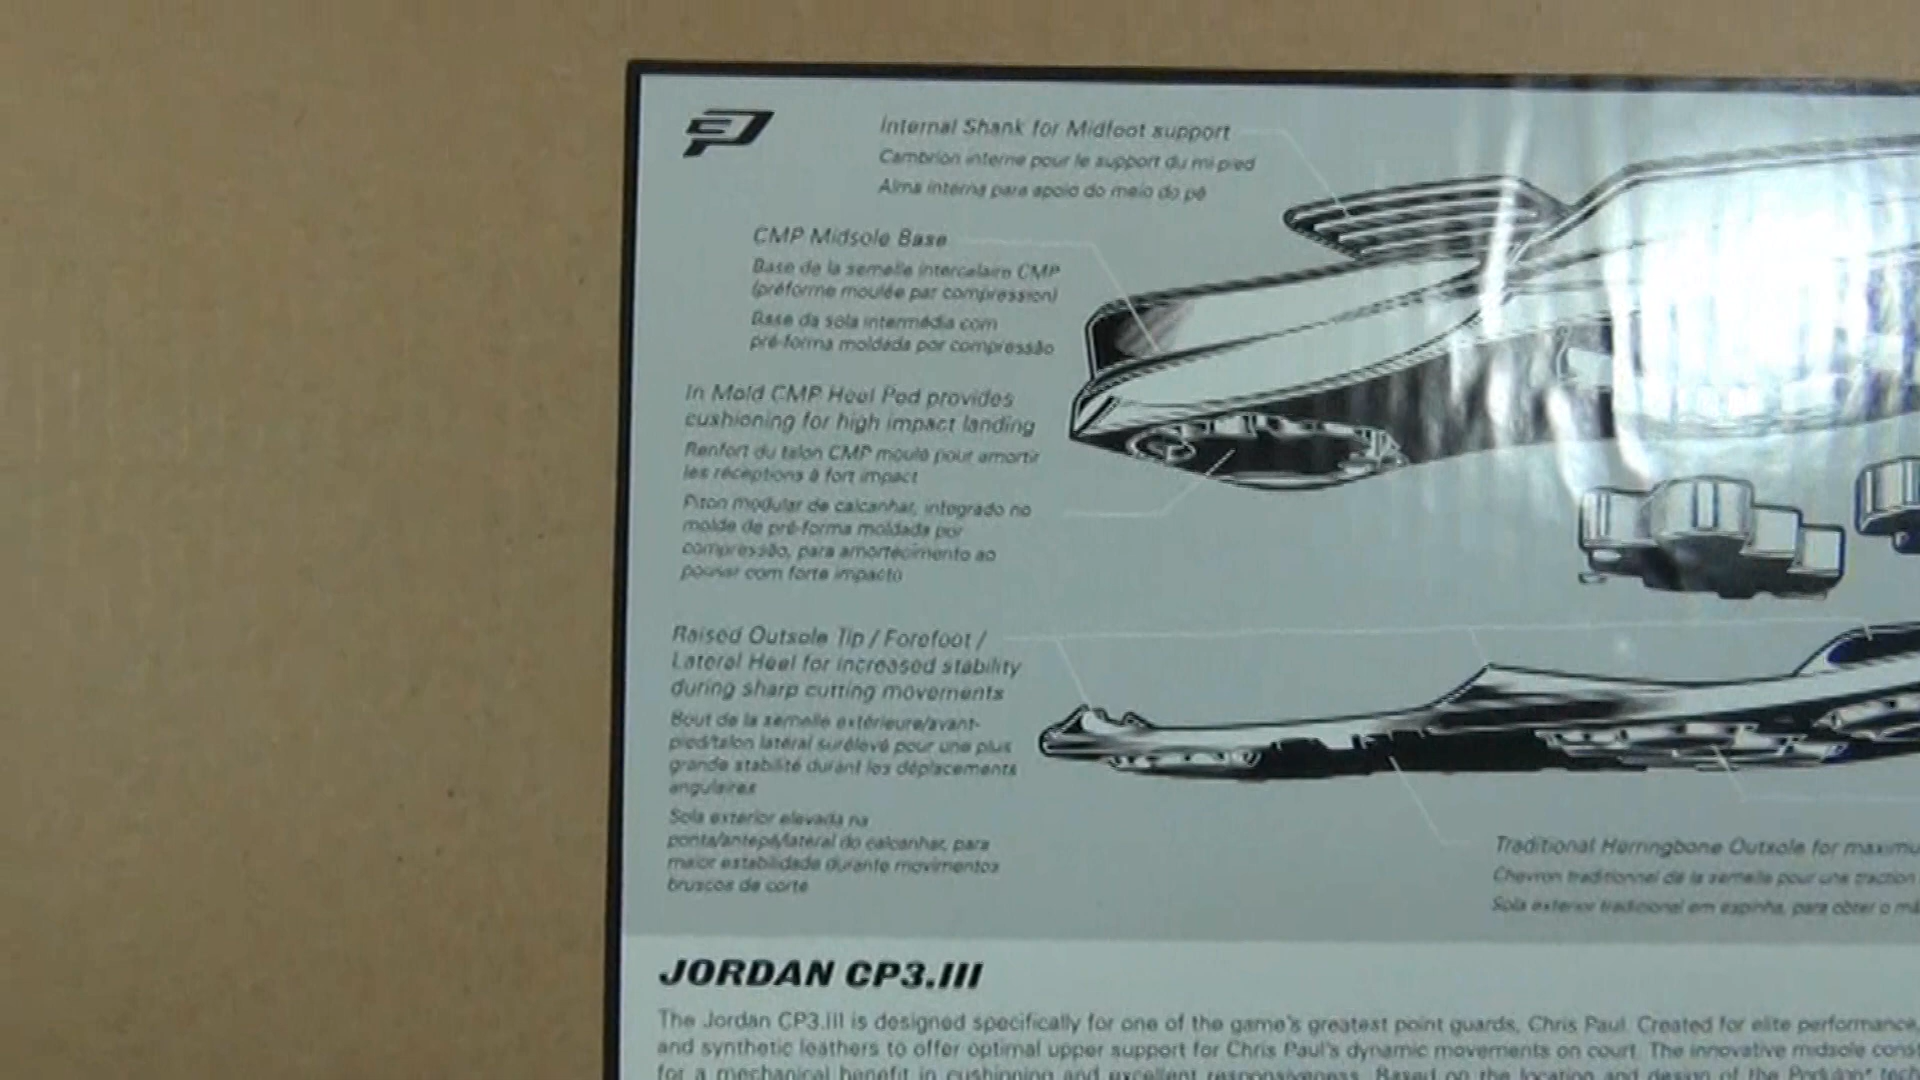 Internal Shank for Midfoot support
Cambrion interne pour le support du mi-pied
Alma interna para apoio do meio do pé
CMP Midsole Base
Base de la semelle intercalaire CMP
(préforme moulée par compression)
Base da sola intermédia com
pré-forma moldada por compressão
In Mold CMP Heel Pod provides
cushioning for high impact landing
Renfort du talon CMP moulé pour amortir
les réceptions à fort impact
Piton modular de calcanhar, integrado no
molde de pré-forma moldada por
compressão, para amortecimento ao
pousar com forte impacto
Raised Outsole Tip / Forefoot /
Lateral Heel for increased stability
during sharp cutting movements
Bout de la semelle extérieure/avant-
pied/talon latéral surélevé pour une plus
grande stabilité durant les déplacements
angulaires
Sola exterior elevada na
ponta/antepé/lateral do calcanhar, para
maior estabilidade durante movimentos
bruscos de corte
Traditional Herringbone Outsole for maximu
Chevron traditionnel de la semelle pour une traction
Sola exterior tradicional em espinha, para obter o má
JORDAN CP3.III
The Jordan CP3.III is designed specifically for one of the game's greatest point guards, Chris Paul. Created for elite performance,
and synthetic leathers to offer optimal upper support for Chris Paul's dynamic movements on court. The innovative midsole const
for a mechanical benefit in cushioning and excellent responsiveness. Based on the location and design of the Podulon* tech